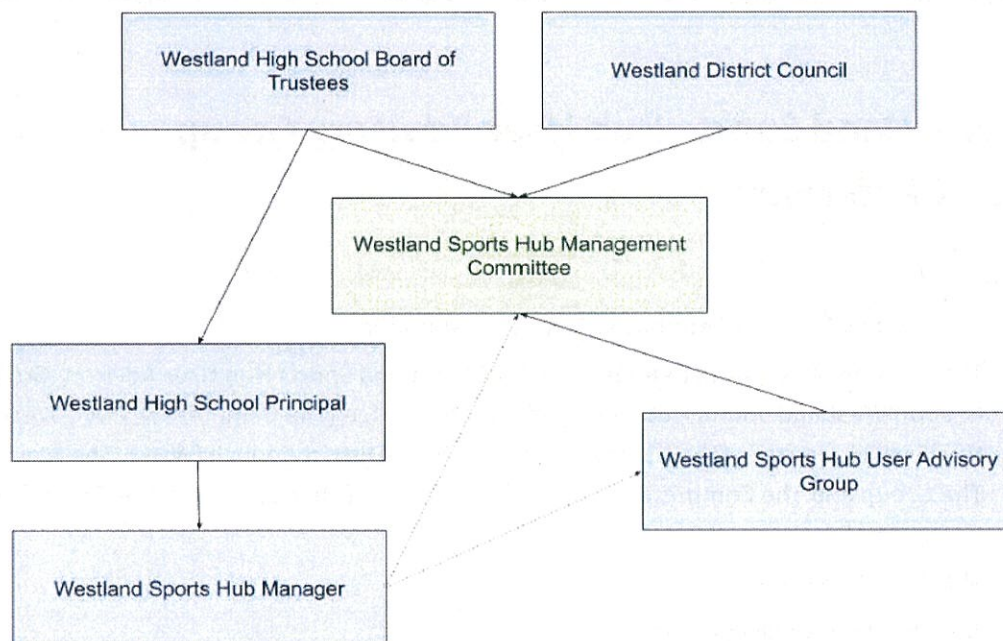 Westland High School Board of
Trustees
Westland District Council
Westland Sports Hub Management
Committee
Westland High School Principal
Westland Sports Hub User Advisory
Group
Westland Sports Hub Manager